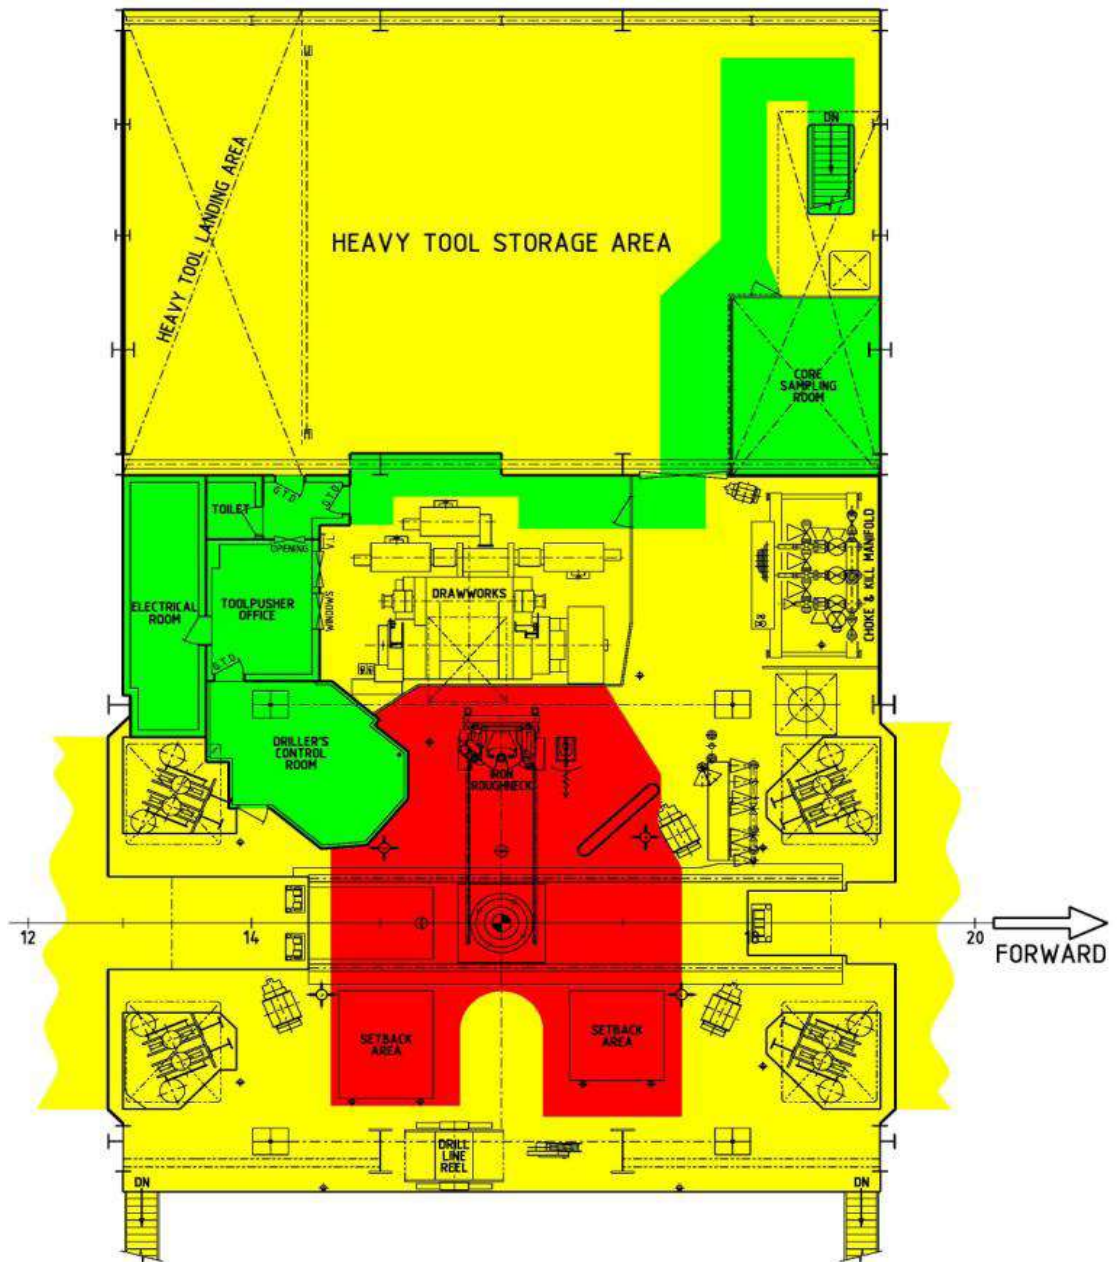 DN
HEAVY TOOL LANDING AREA
HEAVY TOOL STORAGE AREA
CORE
SAMPLING
ROOM
G.T.D
G.T.D
TOILET
OPENING
V.L
ELECTRICAL
ROOM
TOOLPUSHER
OFFICE
WINDOWS
DRAWWORKS
CHOKE & KILL MANIFOLD
G.T.D
DRILLER'S
CONTROL
ROOM
IRON
ROUGHNECK
12
14
18
20
FORWARD
SETBACK
AREA
SETBACK
AREA
DRILL
LINE
REEL
DN
DN